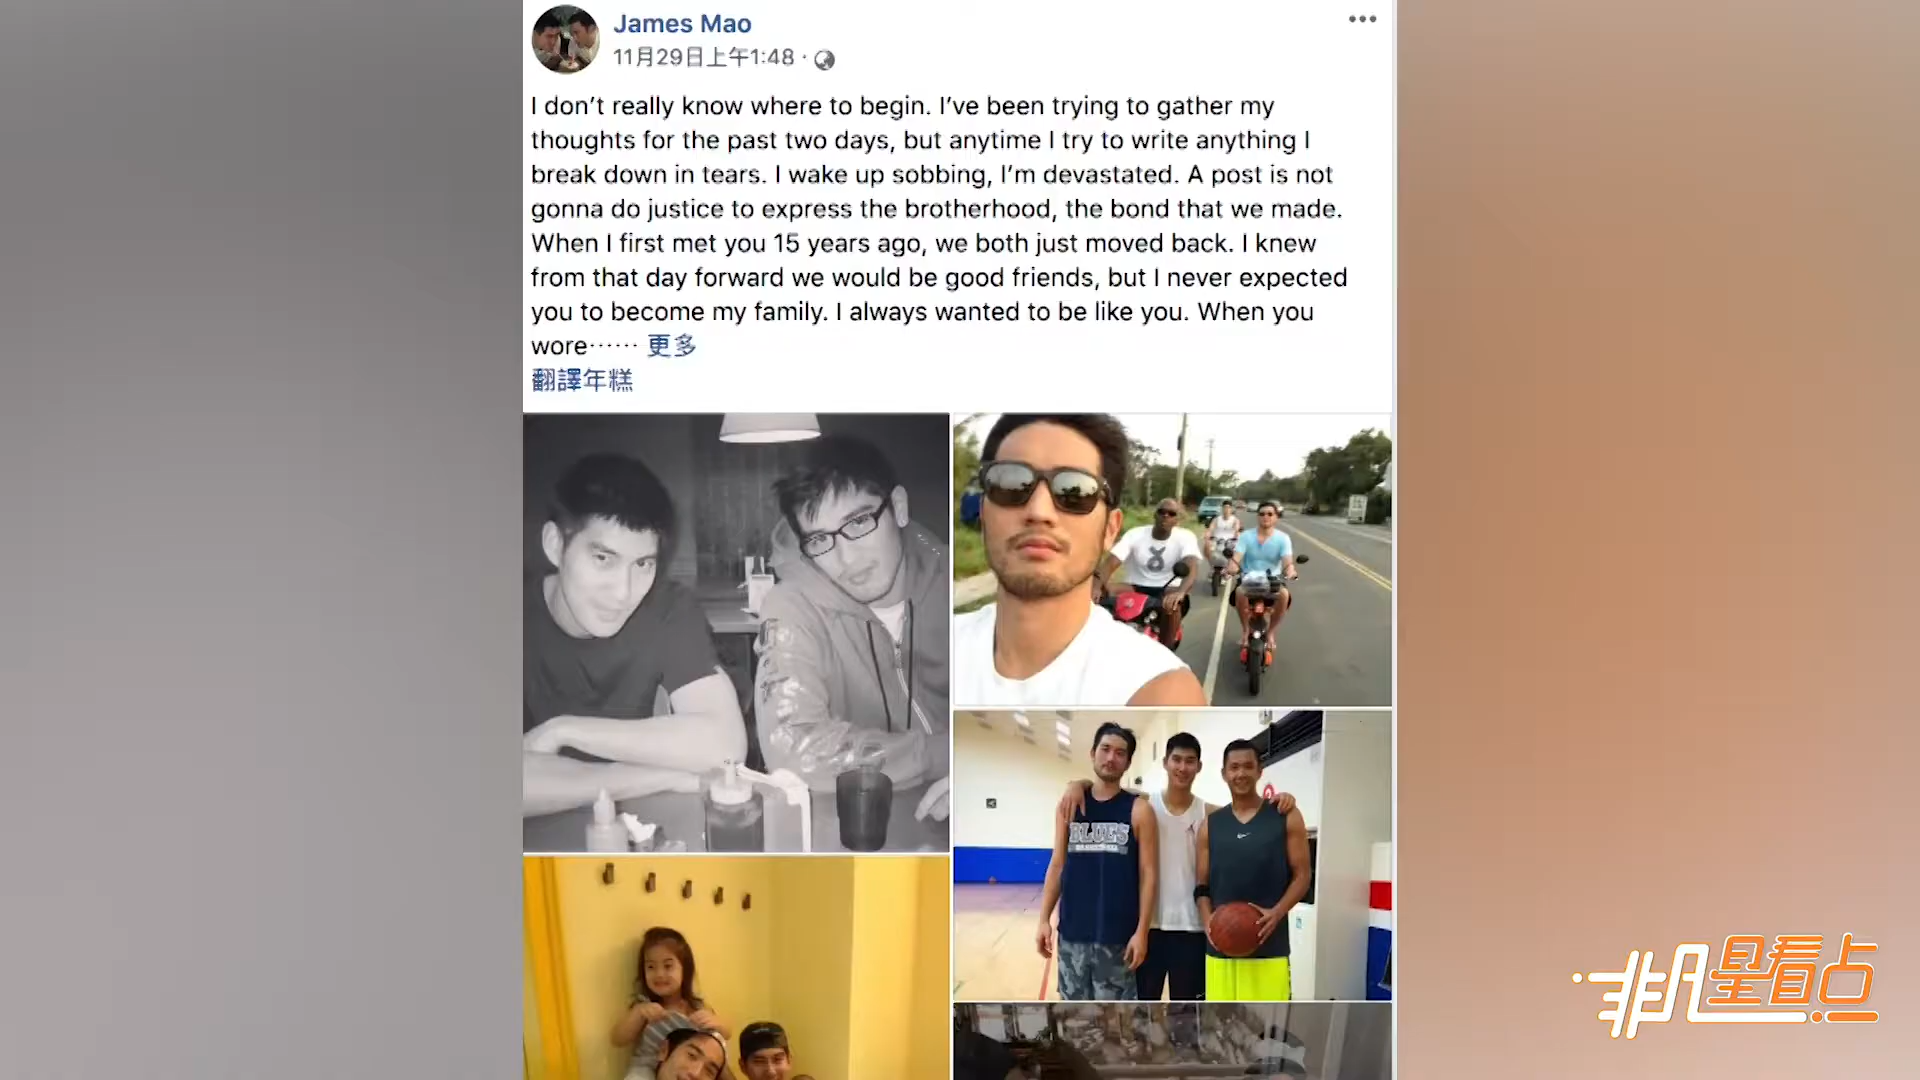 James Mao
11月29日上午1:48 ·
I don't really know where to begin. I've been trying to gather my
thoughts for the past two days, but anytime I try to write anything I
break down in tears. I wake up sobbing, I'm devastated. A post is not
gonna do justice to express the brotherhood, the bond that we made.
When I first met you 15 years ago, we both just moved back. I knew
from that day forward we would be good friends, but I never expected
you to become my family. I always wanted to be like you. When you
wore…… 更多
翻譯年糕
BLUES
非凡星看点